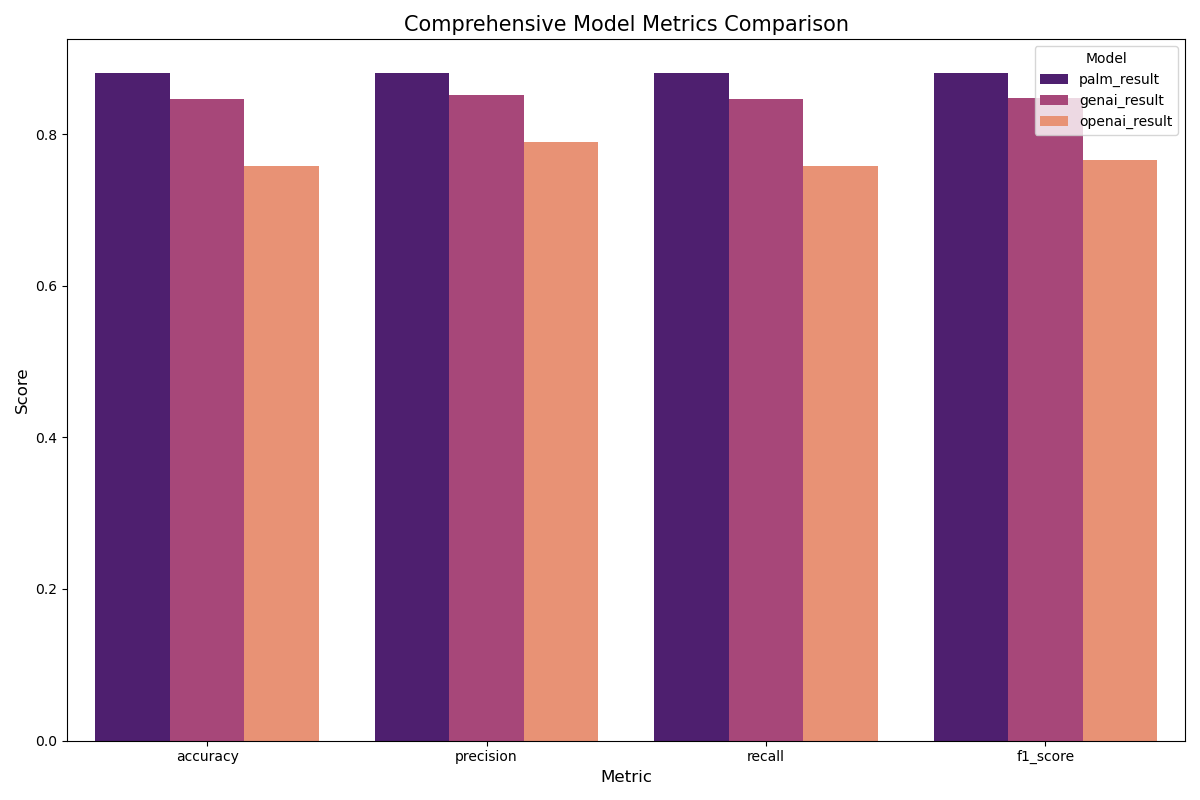 Comprehensive Model Metrics Comparison
Model
palm_result
genai_result
openai_result
Score
0.8
0.6
0.4
0.2
0.0
accuracy
precision
recall
f1_score
Metric